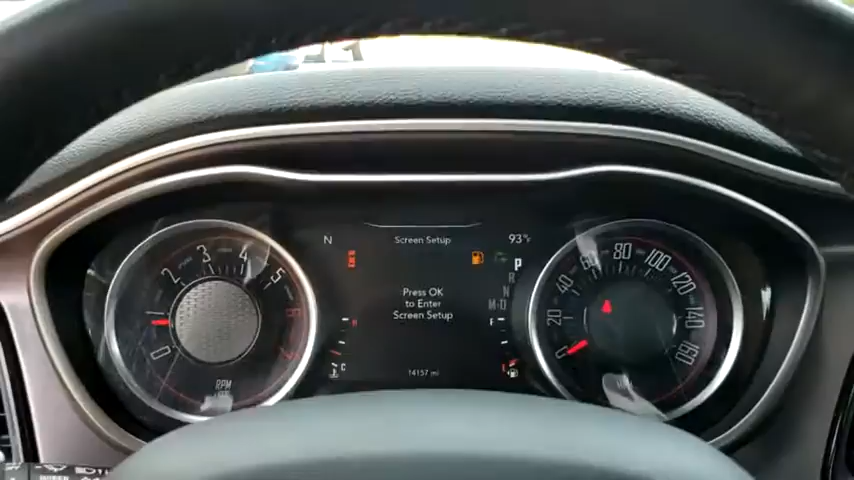 Screen Setup
N
93°F
Press OK
to Enter
Screen Setup
P
R
N
M-D
H
C
F
E
14157 mi
0
1
2
3
4
5
6
7
RPM
0
20
40
60
80
100
120
140
160